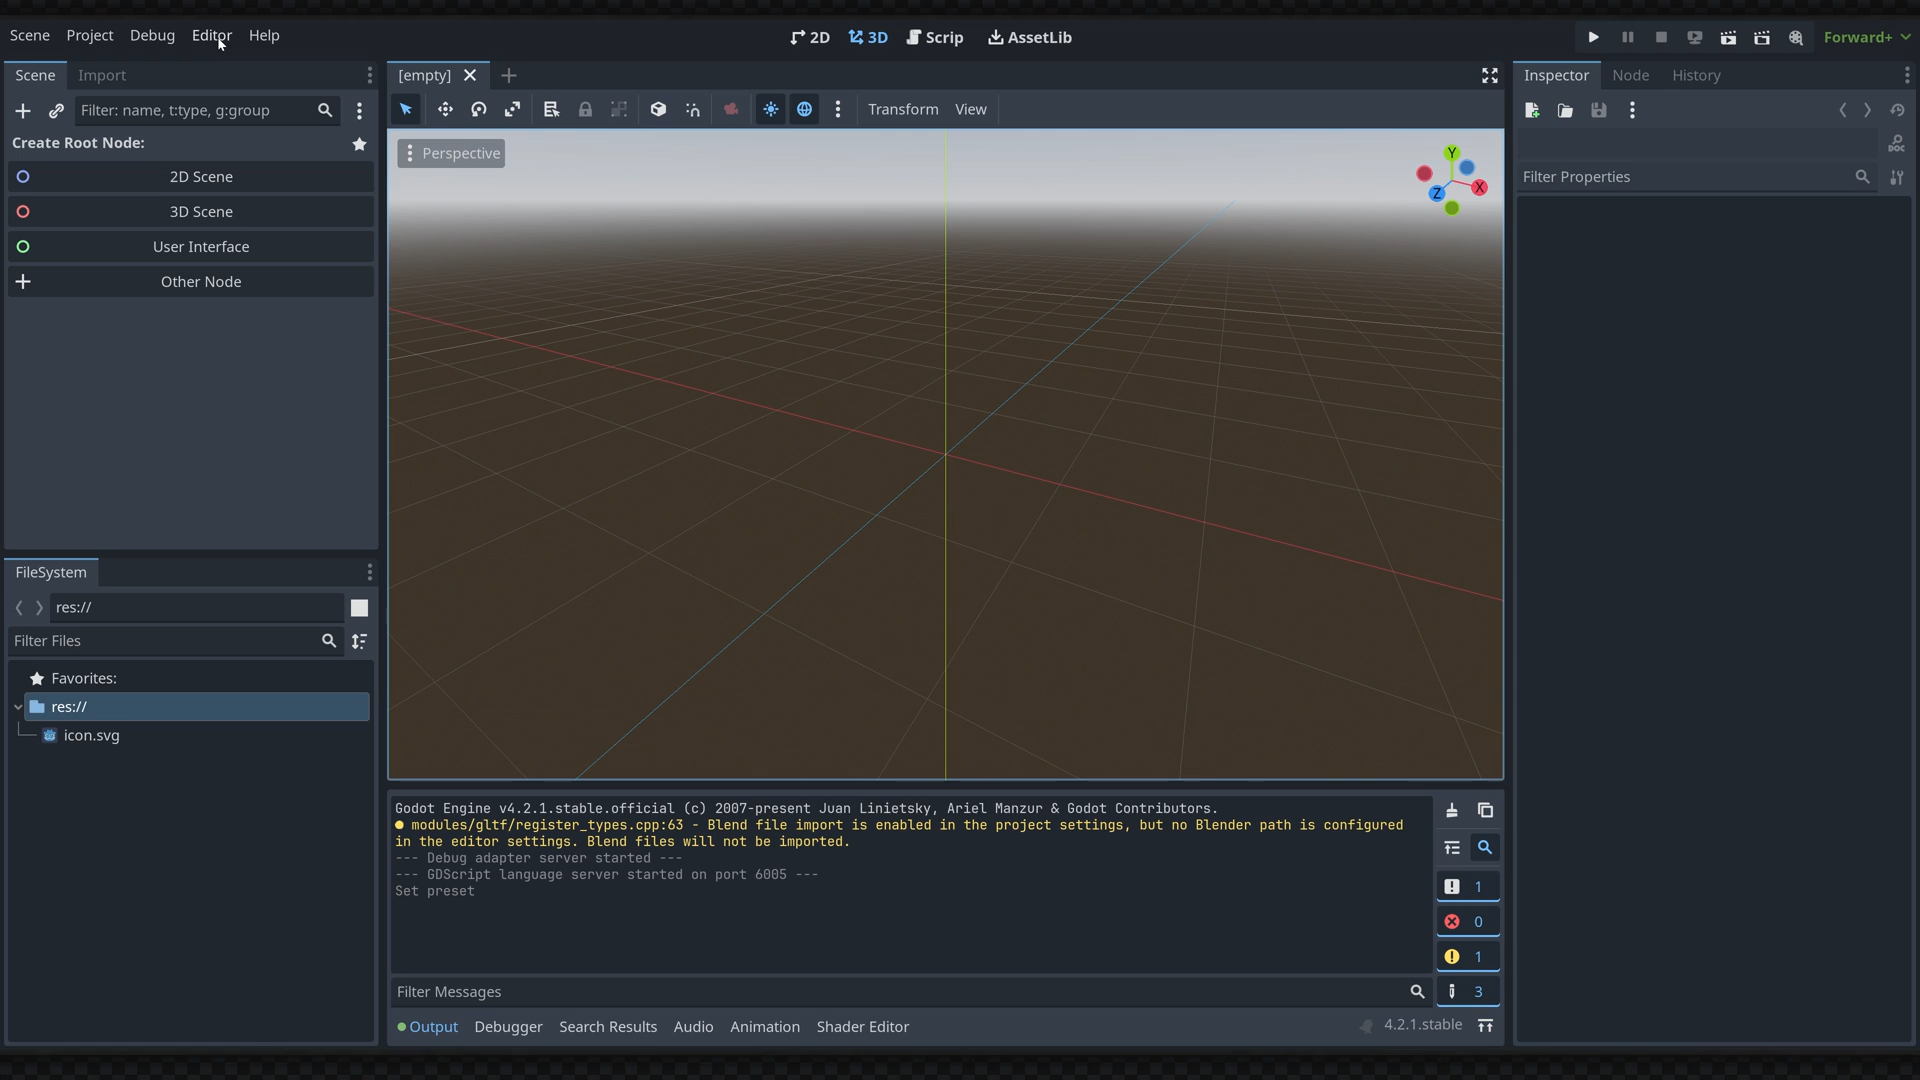 Scene Project Debug Editor Help
2D 3D Scrip AssetLib
Forward+
Scene Import
[empty]
Inspector Node History
Filter: name, t:type, g:group
Transform View
Create Root Node:
DOC
2D Scene
3D Scene
User Interface
Other Node
Perspective
Y
X
Z
Filter Properties
FileSystem
res://
Filter Files
Favorites:
res://
icon.svg
Godot Engine v4.2.1.stable.official (c) 2007-present Juan Linietsky, Ariel Manzur & Godot Contributors.
modules/gltf/register_types.cpp:63 - Blend file import is enabled in the project settings, but no Blender path is configured
in the editor settings. Blend files will not be imported.
--- Debug adapter server started ---
--- GDScript language server started on port 6005 ---
Set preset
1
0
1
3
Filter Messages
Output Debugger Search Results Audio Animation Shader Editor
4.2.1.stable